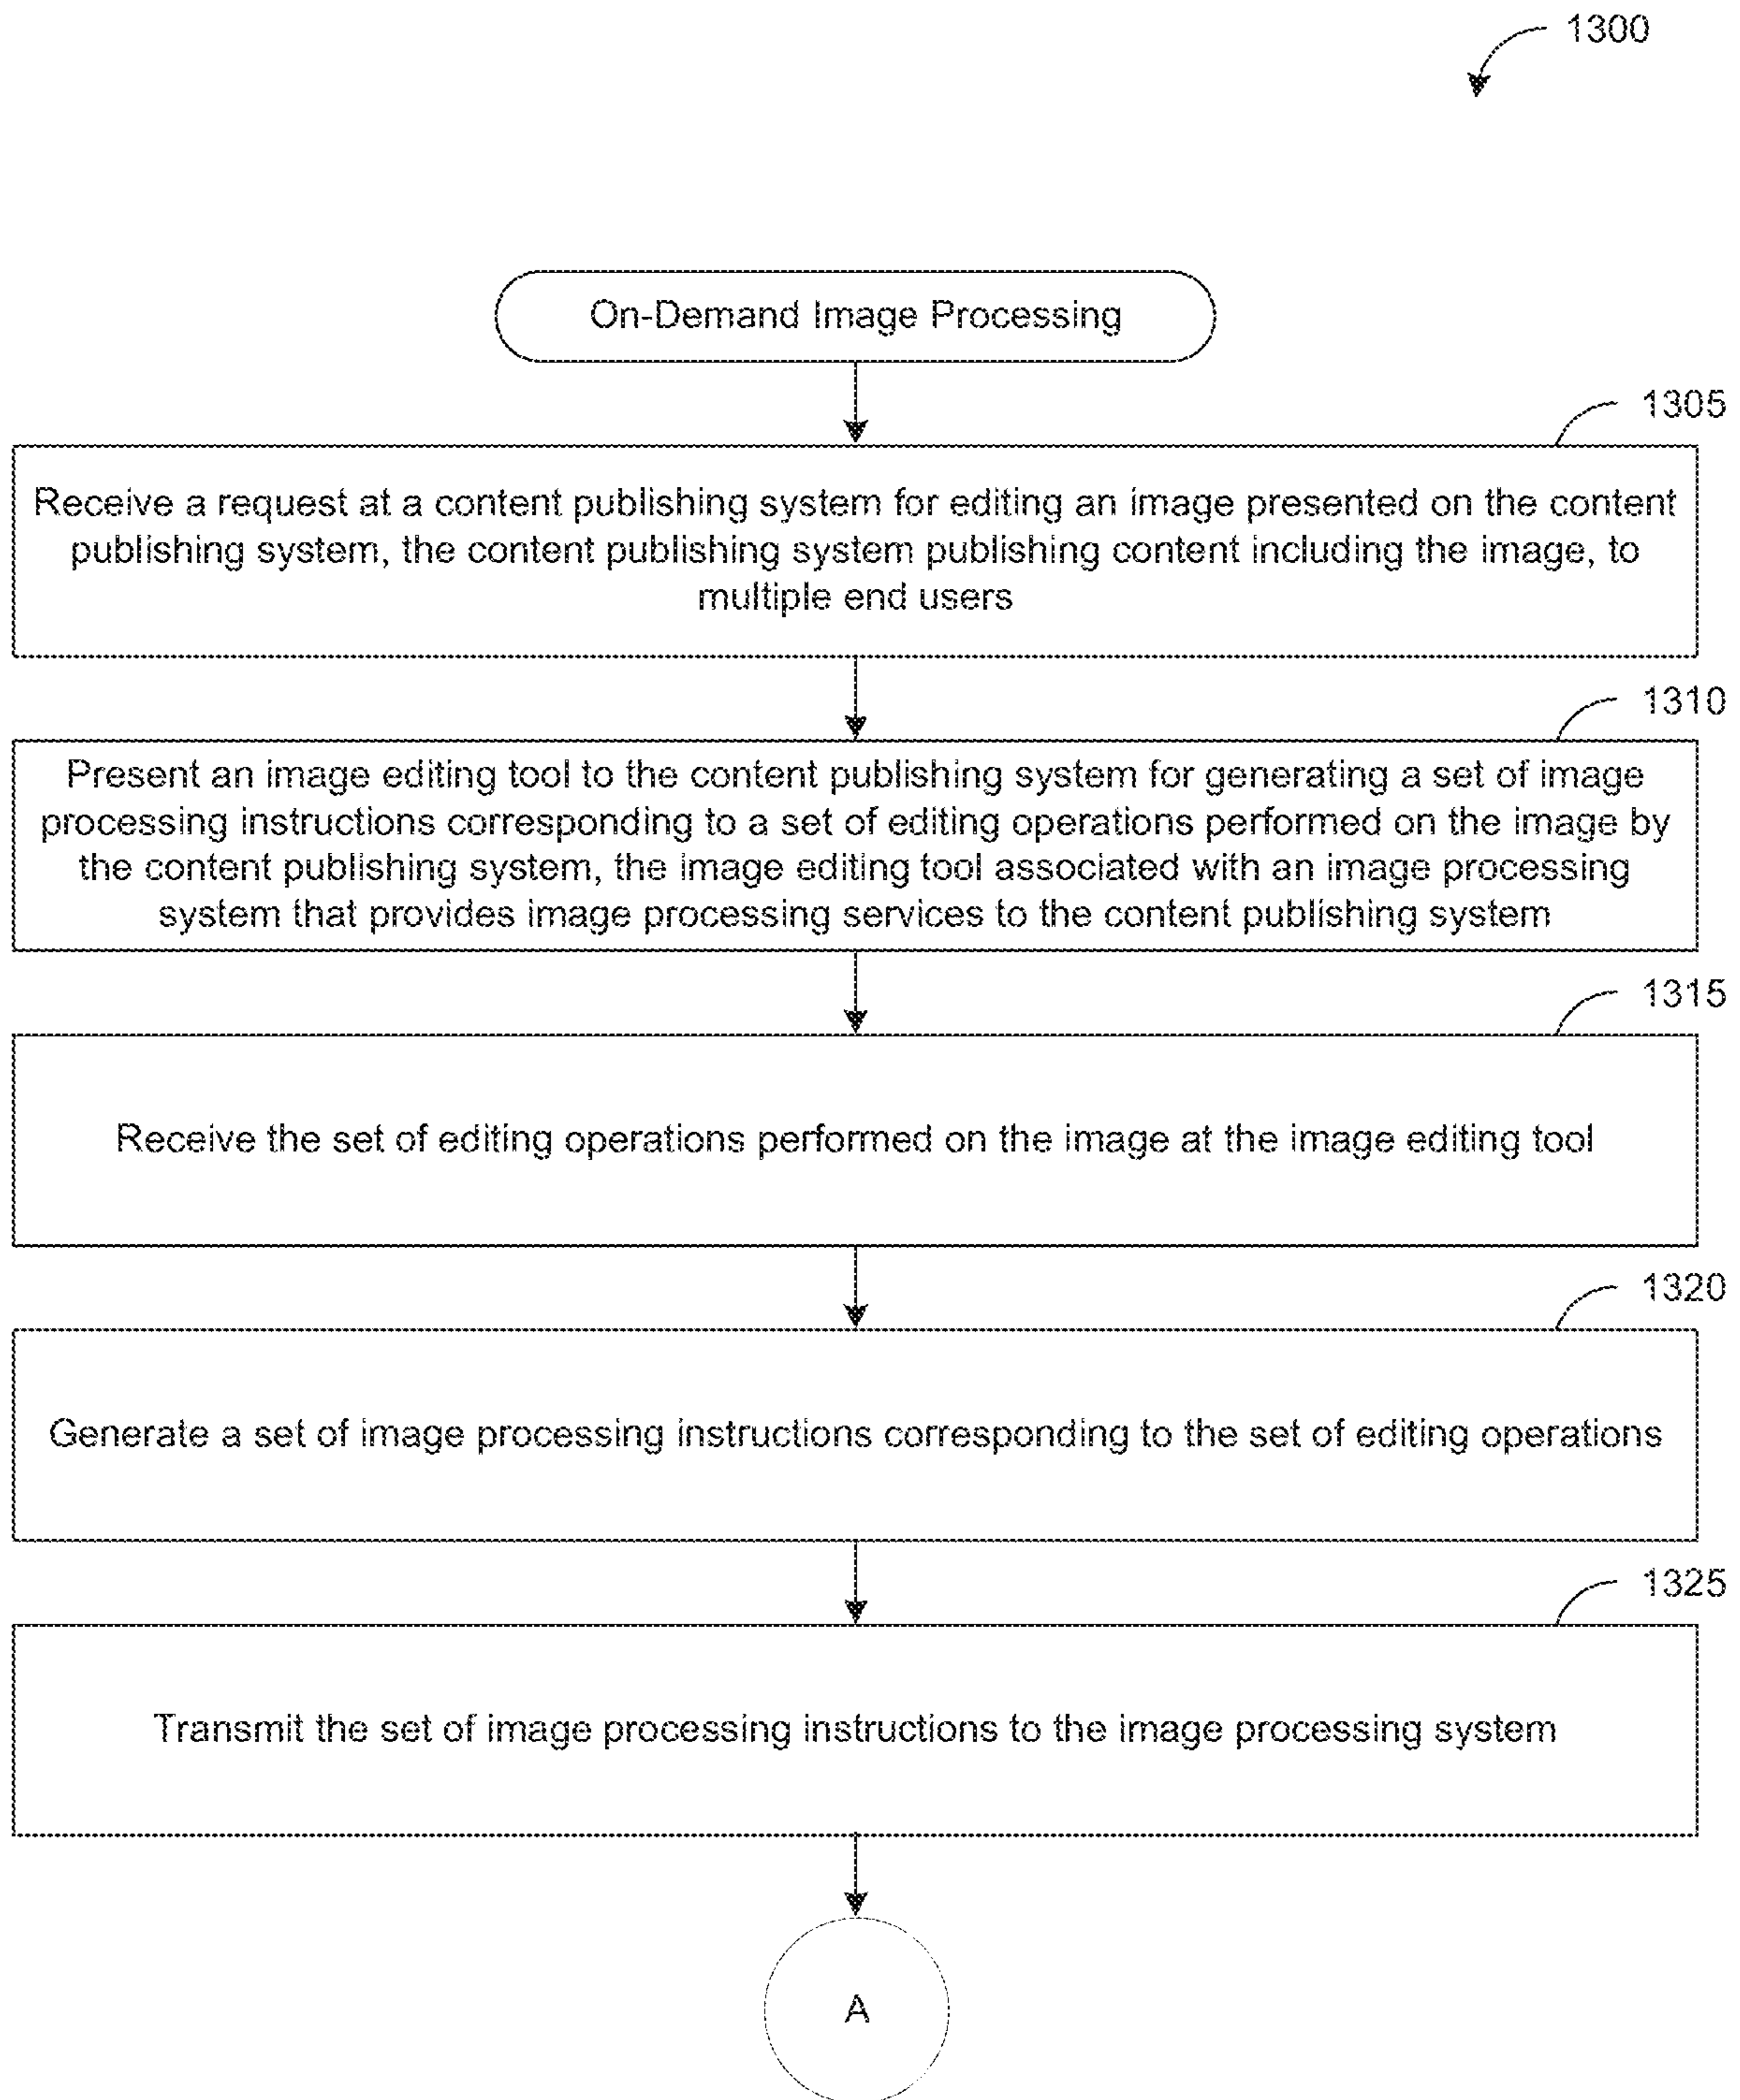 1300
On-Demand Image Processing
1305
Receive a request at a content publishing system for editing an image presented on the content
publishing system, the content publishing system publishing content including the image, to
multiple end users
1310
Present an image editing tool to the content publishing system for generating a set of image
processing instructions corresponding to a set of editing operations performed on the image by
the content publishing system, the image editing tool associated with an image processing
system that provides image processing services to the content publishing system
1315
Receive the set of editing operations performed on the image at the image editing tool
1320
Generate a set of image processing instructions corresponding to the set of editing operations
1325
Transmit the set of image processing instructions to the image processing system
A